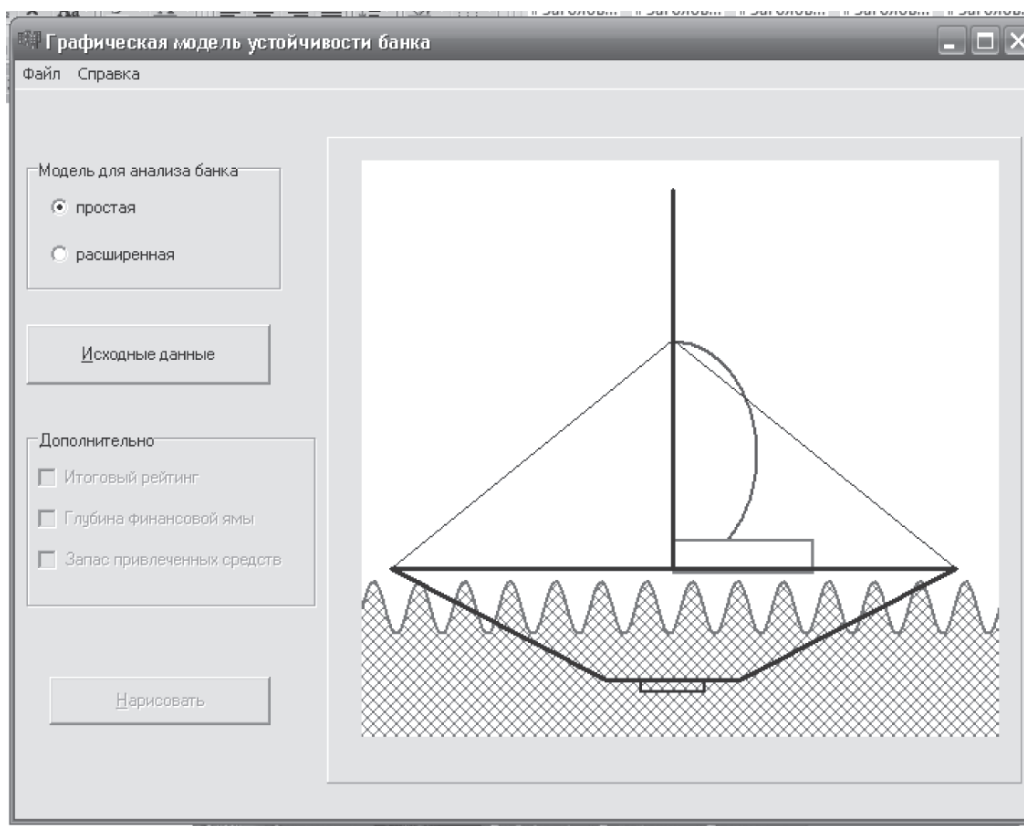 Графическая модель устойчивости банка
Файл Справка
Модель для анализа банка
простая
расширенная
Исходные данные
Дополнительно
Итоговый рейтинг
Глубина финансовой ямы
Запас привлеченных средств
Нарисовать